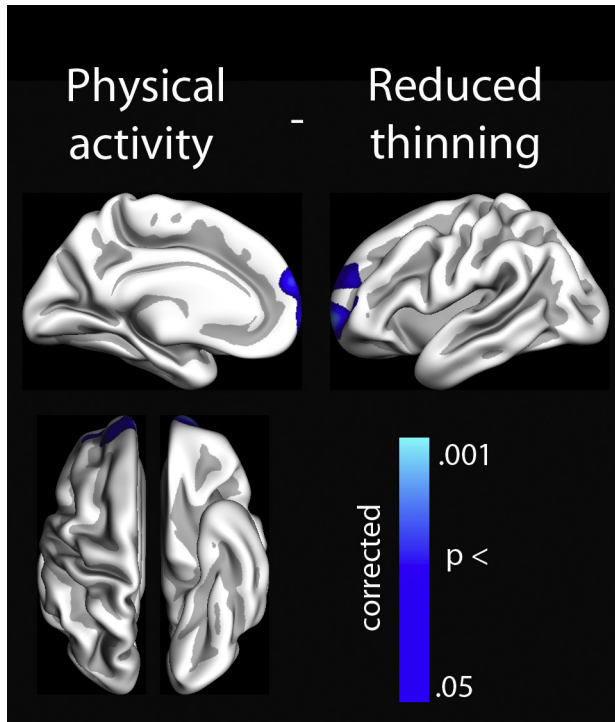 Physical
activity
-
Reduced
thinning
corrected
.001
p <
.05